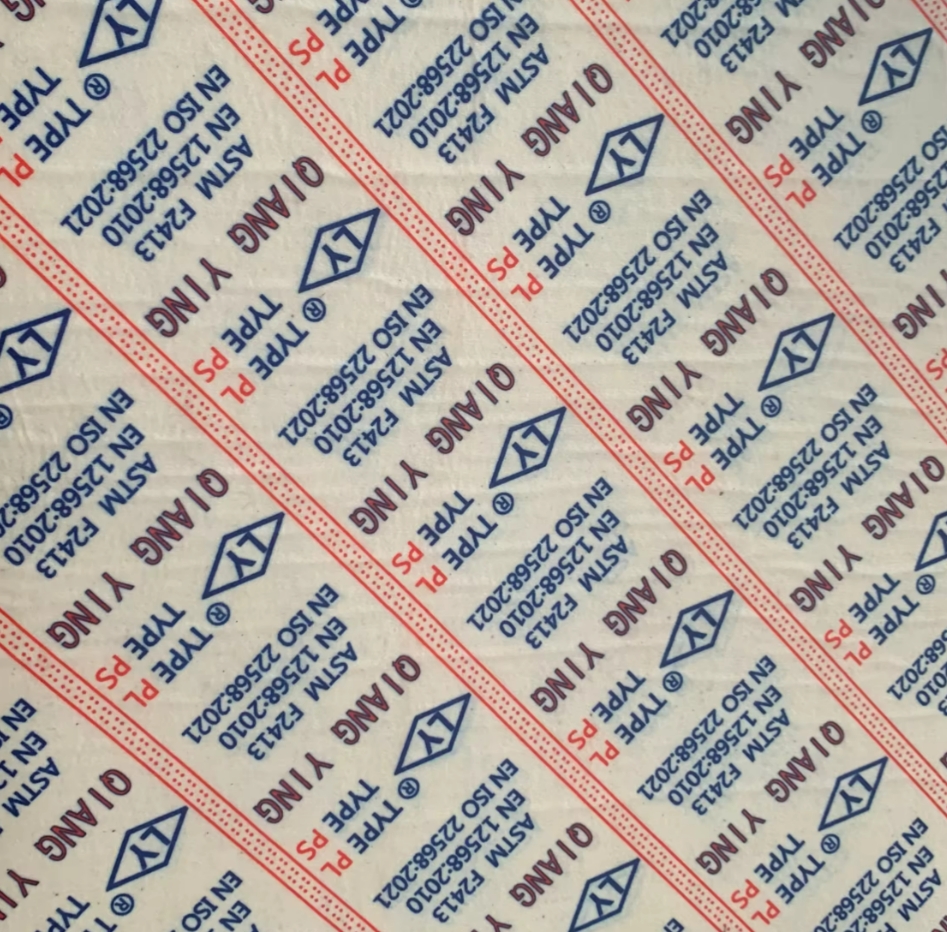 LY ® TYPE PL
TYPE PS
QIANG YING
ASTM F2413
EN 12568:2010
EN ISO 22568:2021